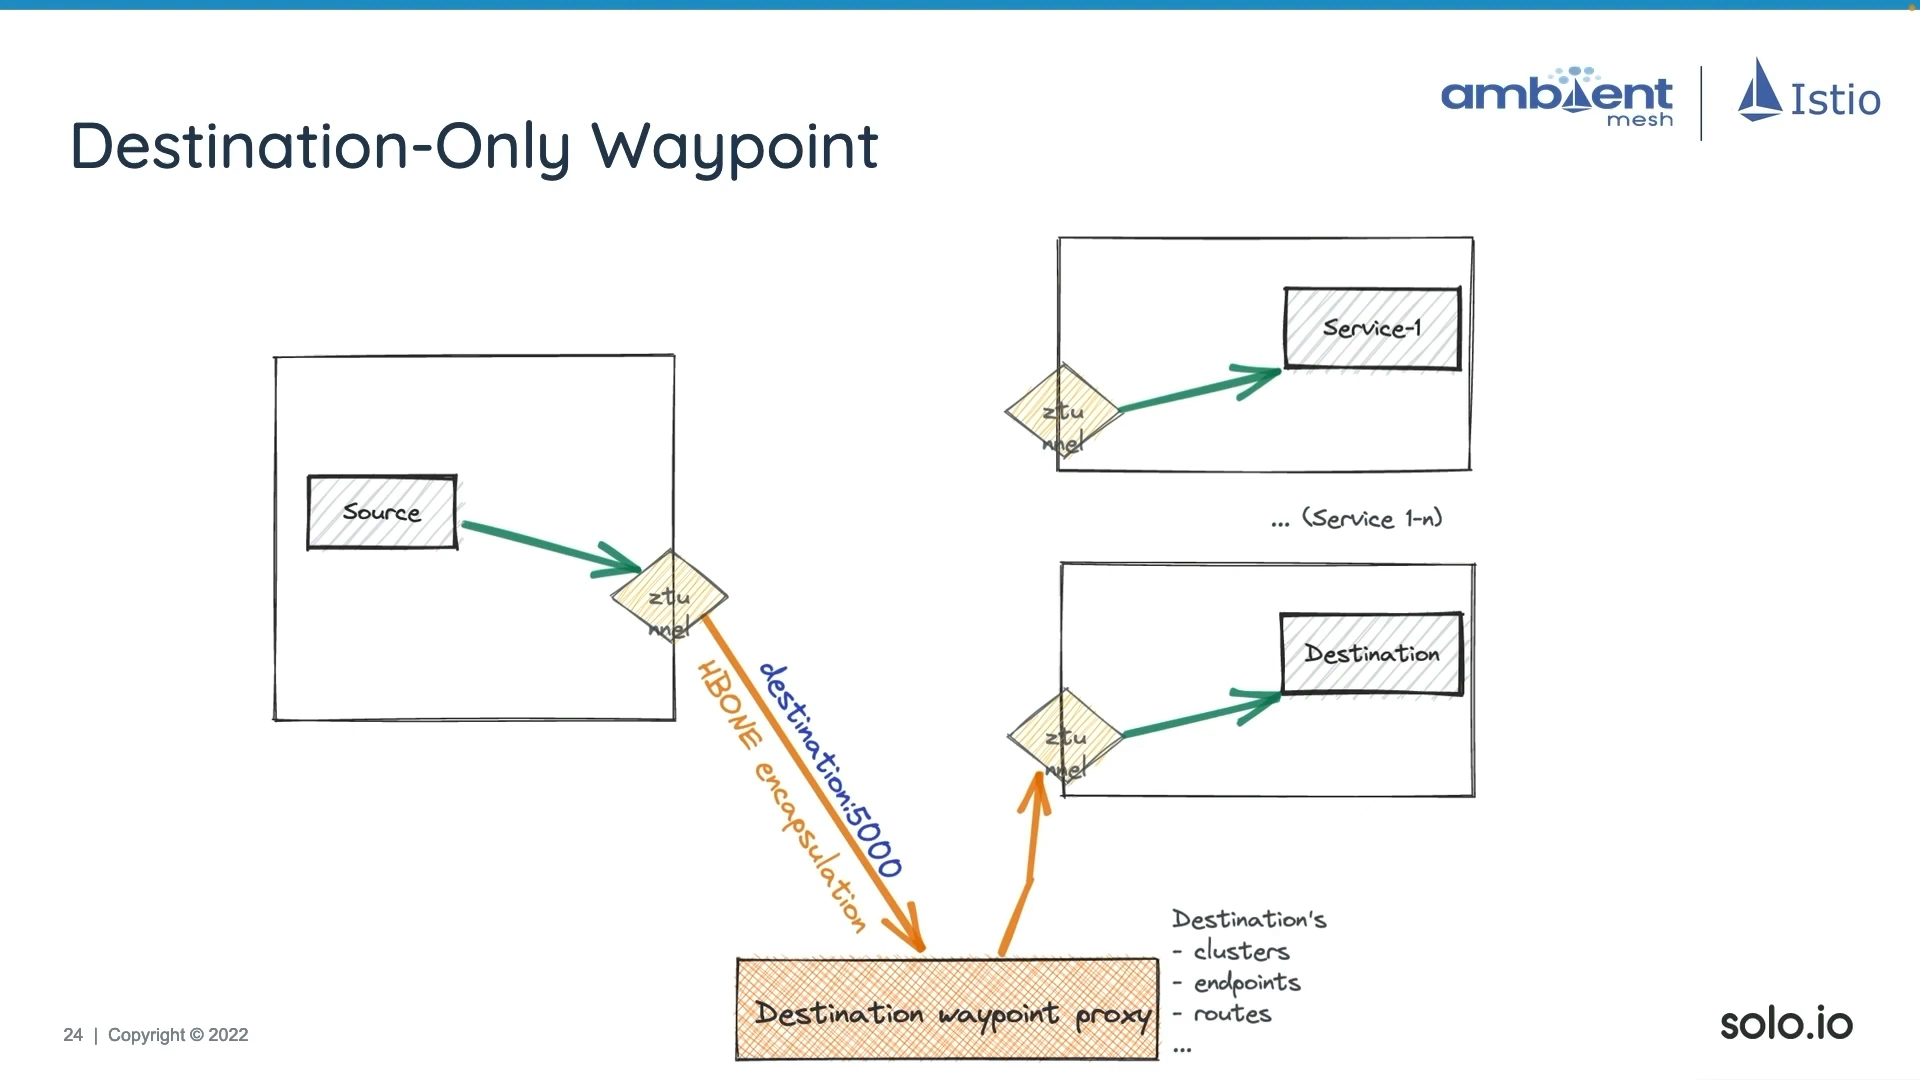 ambient
mesh
Istio
Destination-Only Waypoint
Service-1
ztu
nnel
... (Service 1-n)
Source
ztu
nnel
Destination
ztu
nnel
destination:5000
HBONE encapsulation
Destination's
- clusters
- endpoints
- routes
...
Destination waypoint proxy
24 | Copyright © 2022
solo.io